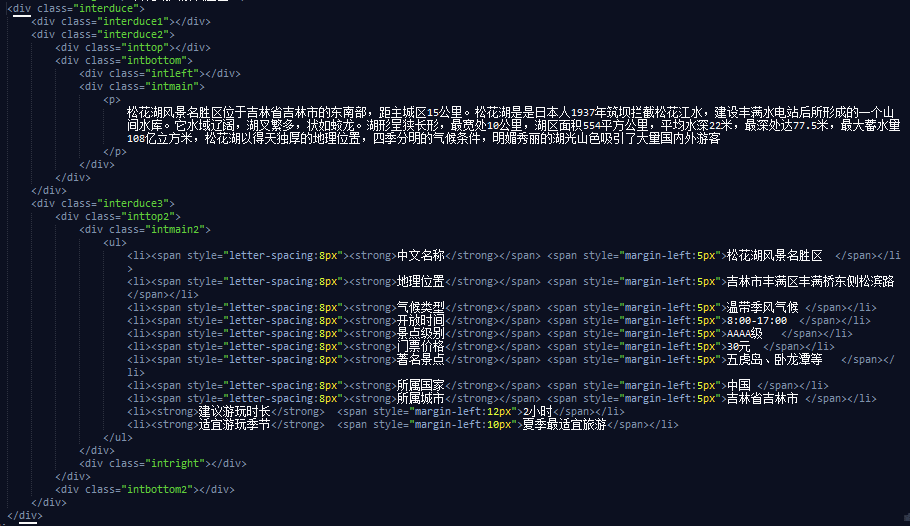 <div class="interduce">
<div class="interduce1"></div>
<div class="interduce2">
<div class="inttop"></div>
<div class="intbottom">
<div class="intleft"></div>
<div class="intmain">
<p>
松花湖风景名胜区位于吉林省吉林市的东南部，距主城区15公里。松花湖是是日本人1937年筑坝拦截松花江水，建设丰满水电站后所形成的一个山
间水库。它水域辽阔，湖汊繁多，状如蛟龙。湖形呈狭长形，最宽处10公里，湖区面积554平方公里，平均水深22米，最深处达77.5米，最大蓄水量
108亿立方米，松花湖以得天独厚的地理位置，四季分明的气候条件，明媚秀丽的湖光山色吸引了大量国内外游客
</p>
</div>
</div>
</div>
<div class="interduce3">
<div class="inttop2">
<div class="intmain2">
<ul>
<li><span style="letter-spacing:8px"><strong>中文名称</strong></span> <span style="margin-left:5px">松花湖风景名胜区  </span></li
>
<li><span style="letter-spacing:8px"><strong>地理位置</strong></span> <span style="margin-left:5px">吉林市丰满区丰满桥东侧松滨路 <
/span></li>
<li><span style="letter-spacing:8px"><strong>气候类型</strong></span> <span style="margin-left:5px">温带季风气候 </span></li>
<li><span style="letter-spacing:8px"><strong>开放时间</strong></span> <span style="margin-left:5px">8:00-17:00  </span></li>
<li><span style="letter-spacing:8px"><strong>景点级别</strong></span> <span style="margin-left:5px">AAAA级   </span></li>
<li><span style="letter-spacing:8px"><strong>门票价格</strong></span> <span style="margin-left:5px">30元  </span></li>
<li><span style="letter-spacing:8px"><strong>著名景点</strong></span> <span style="margin-left:5px">五虎岛、卧龙潭等   </span></
li>
<li><span style="letter-spacing:8px"><strong>所属国家</strong></span> <span style="margin-left:5px">中国 </span></li>
<li><span style="letter-spacing:8px"><strong>所属城市</strong></span> <span style="margin-left:5px">吉林省吉林市 </span></li>
<li><strong>建议游玩时长</strong>  <span style="margin-left:12px">2小时</span></li>
<li><strong>适宜游玩季节</strong>  <span style="margin-left:10px">夏季最适宜旅游</span></li>
</ul>
</div>
<div class="intright"></div>
</div>
<div class="intbottom2"></div>
</div>
</div>